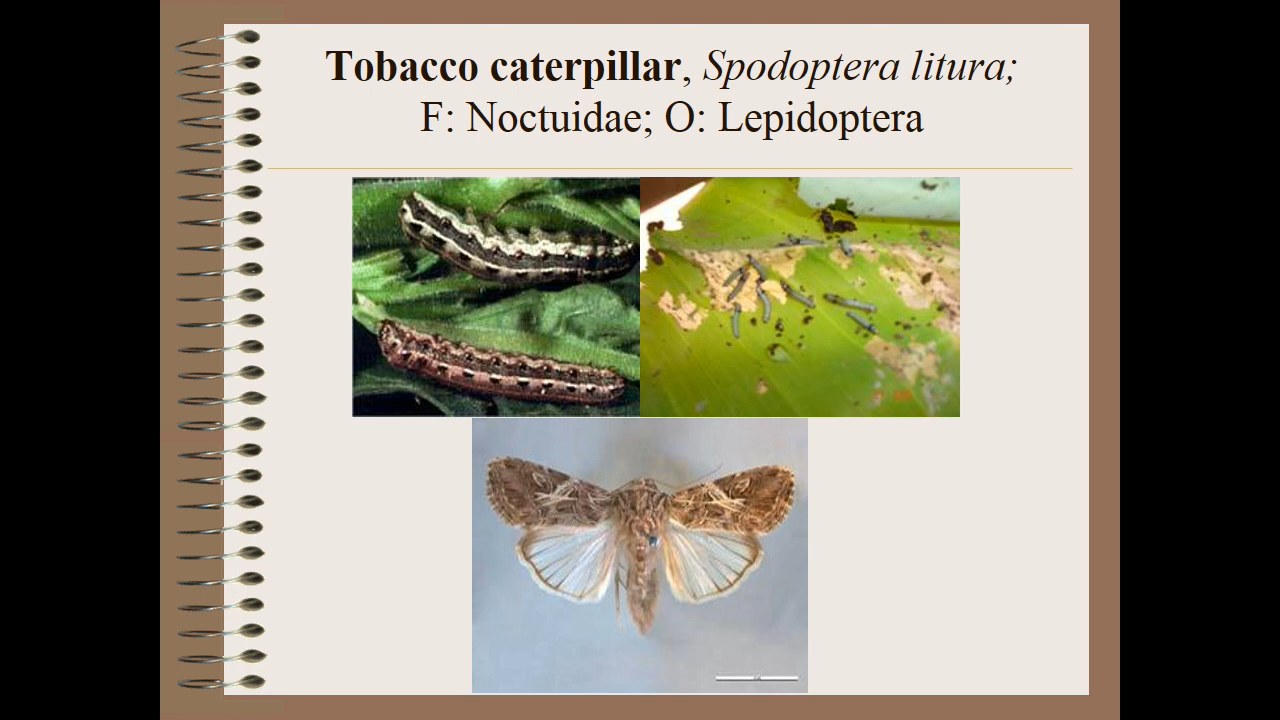 Tobacco caterpillar, Spodoptera litura;
F: Noctuidae; O: Lepidoptera